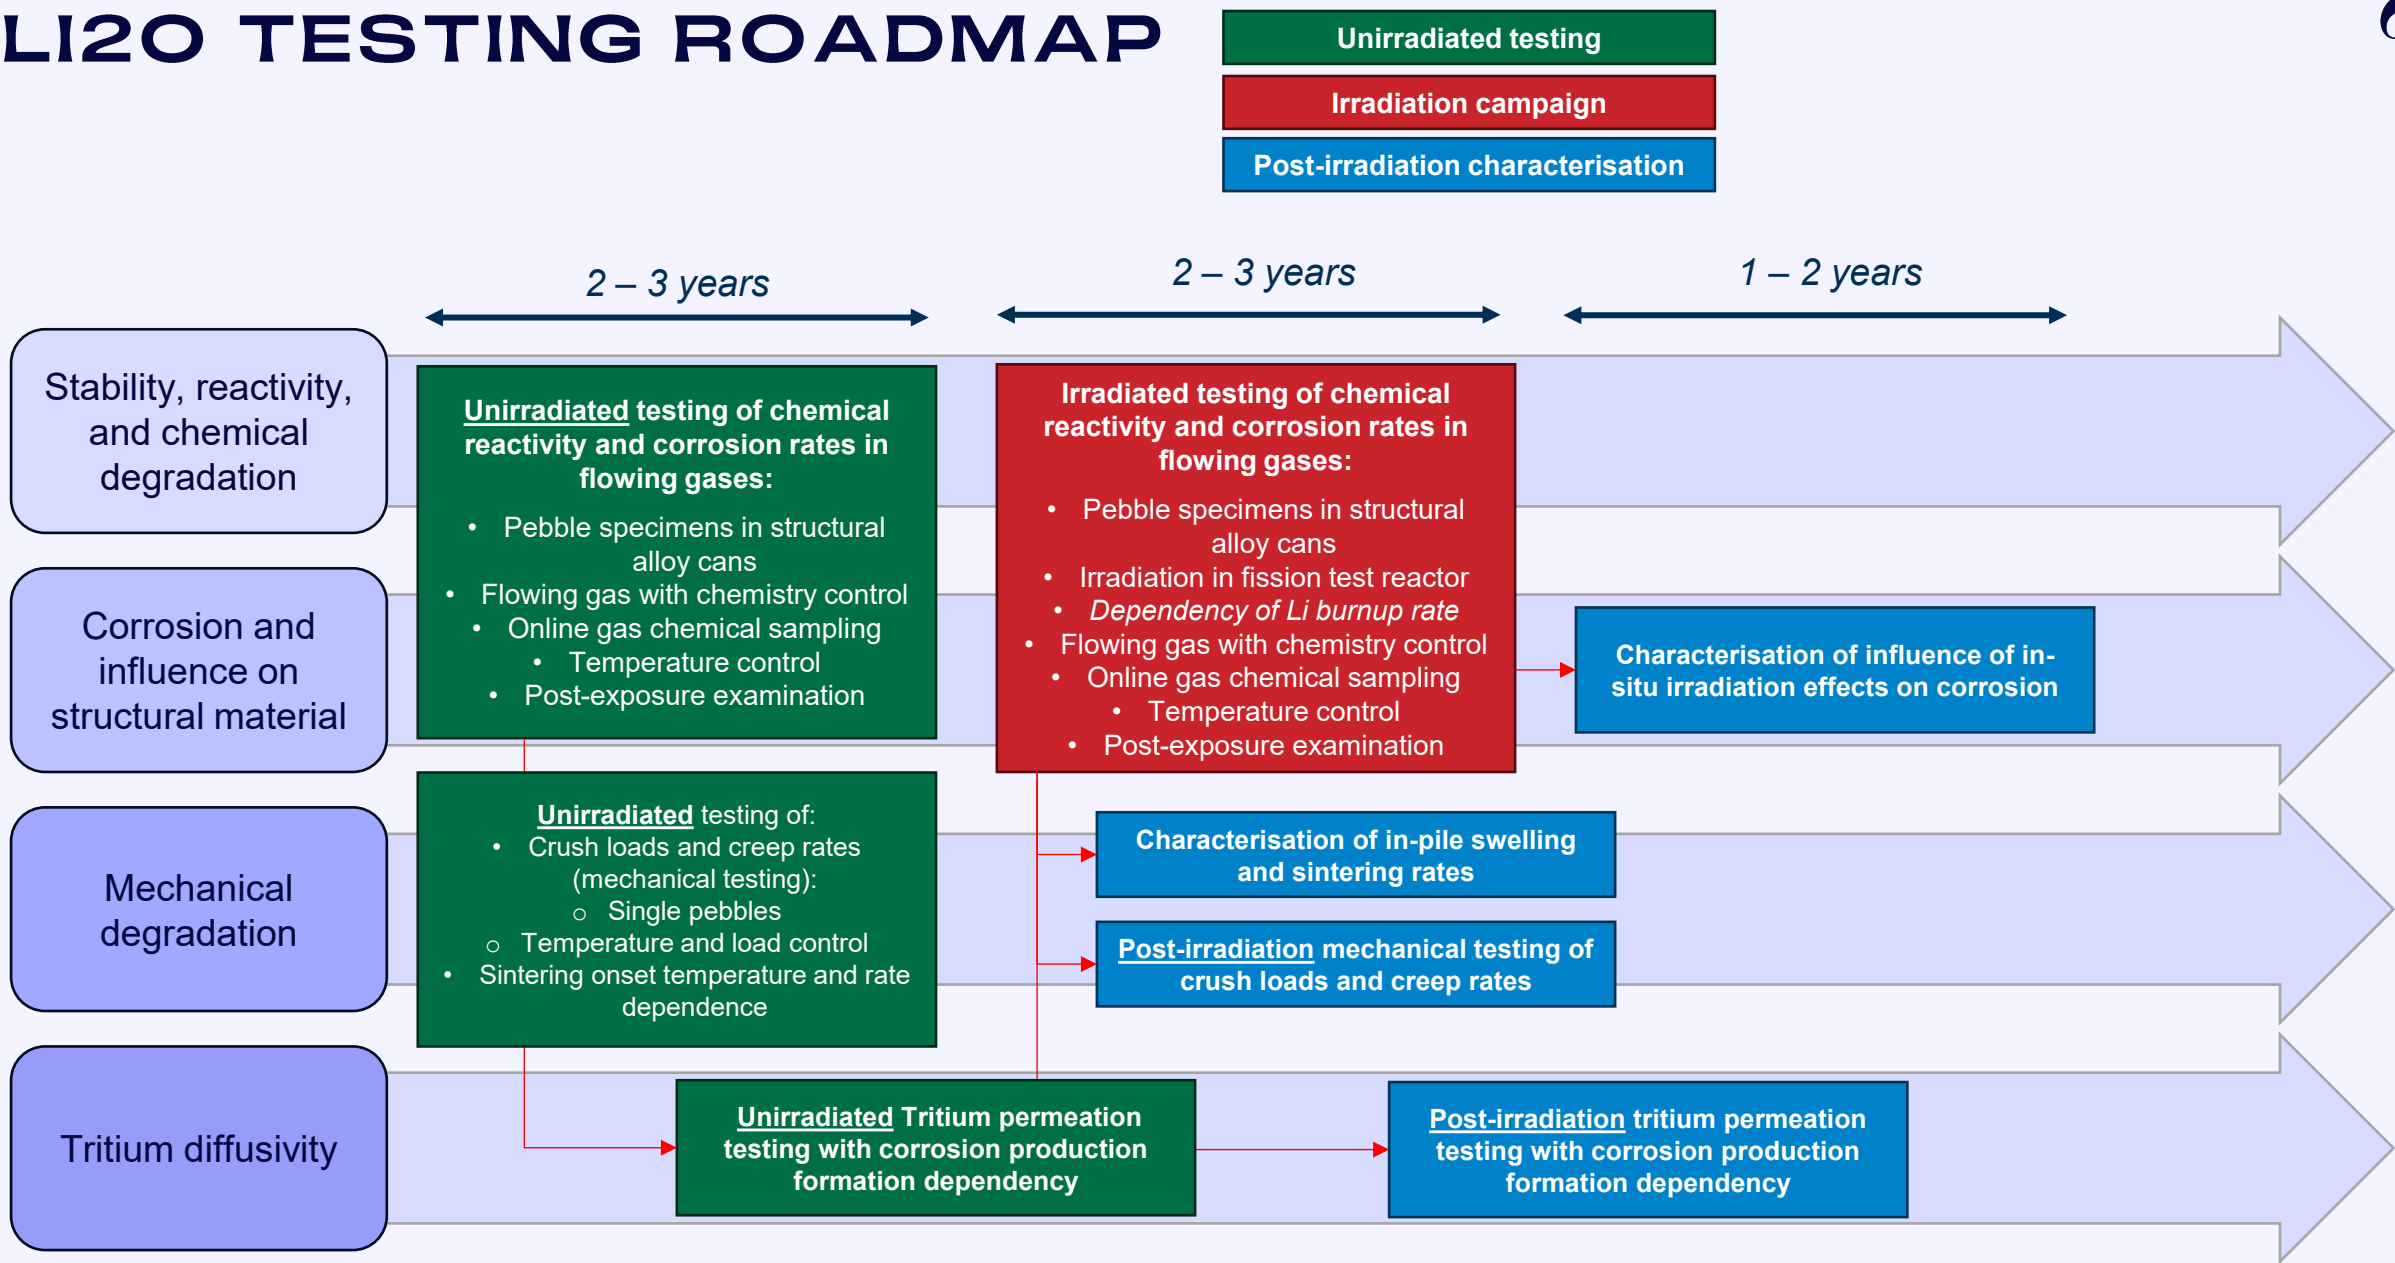 LI2O TESTING ROADMAP
Unirradiated testing
Irradiation campaign
Post-irradiation characterisation
2 – 3 years
2 – 3 years
1 – 2 years
Stability, reactivity,
and chemical
degradation
Unirradiated testing of chemical
reactivity and corrosion rates in
flowing gases:
• Pebble specimens in structural
alloy cans
• Flowing gas with chemistry control
• Online gas chemical sampling
• Temperature control
• Post-exposure examination
Irradiated testing of chemical
reactivity and corrosion rates in
flowing gases:
• Pebble specimens in structural
alloy cans
• Irradiation in fission test reactor
• Dependency of Li burnup rate
• Flowing gas with chemistry control
• Online gas chemical sampling
• Temperature control
• Post-exposure examination
Corrosion and
influence on
structural material
Characterisation of influence of in-
situ irradiation effects on corrosion
Mechanical
degradation
Unirradiated testing of:
• Crush loads and creep rates
(mechanical testing):
o Single pebbles
o Temperature and load control
• Sintering onset temperature and rate
dependence
Characterisation of in-pile swelling
and sintering rates
Post-irradiation mechanical testing of
crush loads and creep rates
Tritium diffusivity
Unirradiated Tritium permeation
testing with corrosion production
formation dependency
Post-irradiation tritium permeation
testing with corrosion production
formation dependency